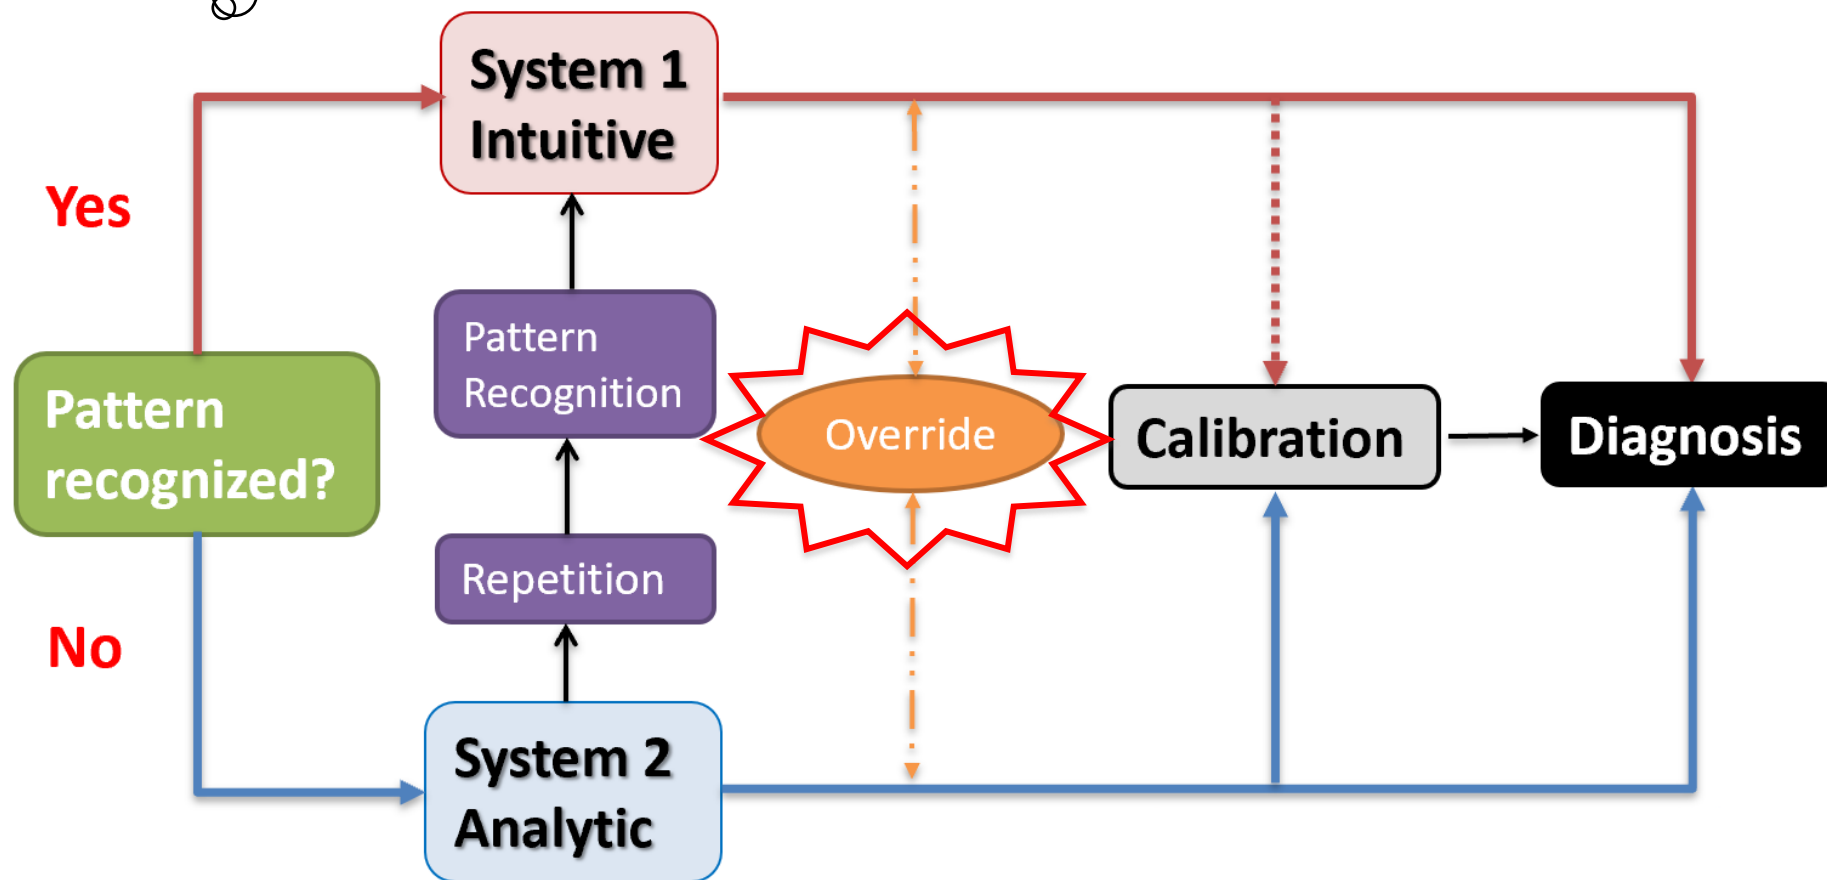 System 1
Intuitive
Yes
Pattern
Recognition
Pattern
recognized?
Override
Calibration
Diagnosis
Repetition
No
System 2
Analytic